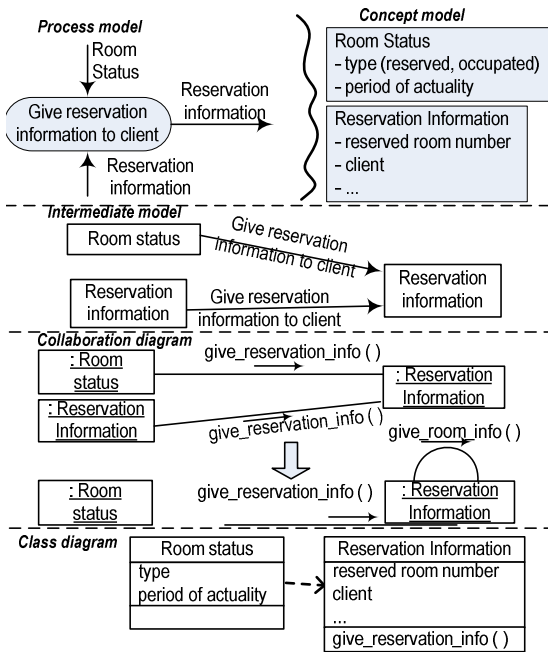 Process model
Room
Status
Give reservation
information to client
Reservation
information
Reservation
information
Concept model
Room Status
- type (reserved, occupated)
- period of actuality
Reservation Information
- reserved room number
- client
- ...
Intermediate model
Room status
Give reservation
information to client
Reservation
information
Give reservation
information to client
Reservation
information
Collaboration diagram
: Room
status
give_reservation_info ( )
: Reservation
Information
: Reservation
Information
give_reservation_info ( )
give_room_info ( )
: Room
status
give_reservation_info ( )
: Reservation
Information
Class diagram
Room status
type
period of actuality
Reservation Information
reserved room number
client
...
give_reservation_info ( )